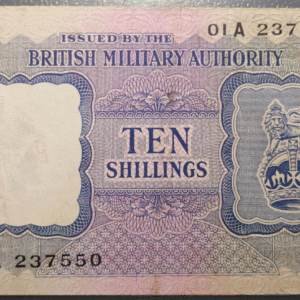 ISSUED BY THE 01A 237
BRITISH MILITARY AUTHORITY
TEN
SHILLINGS
237550